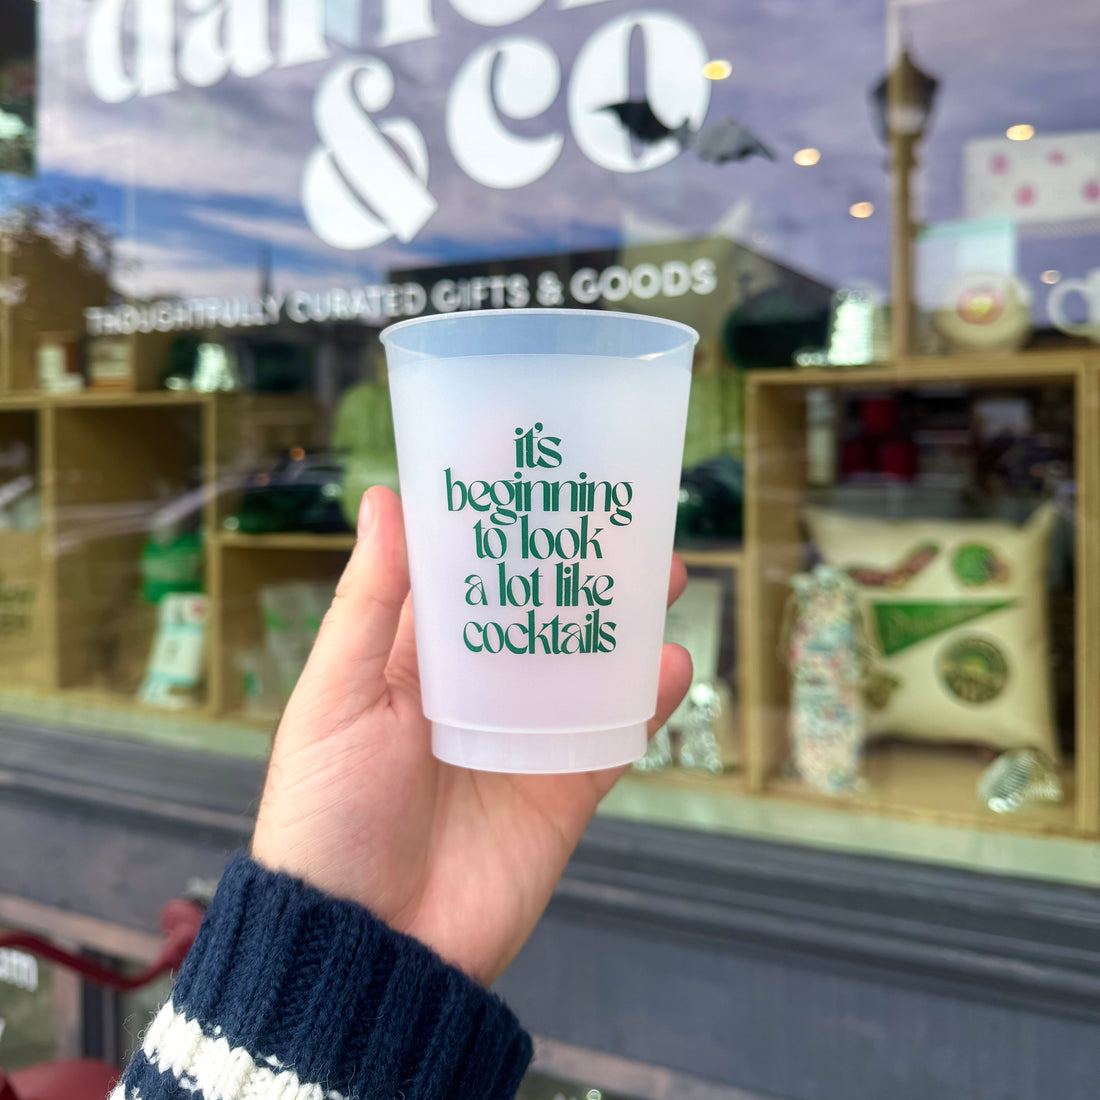 & co
THOUGHTFULLY CURATED GIFTS & GOODS
it's
beginning
to look
a lot like
cocktails